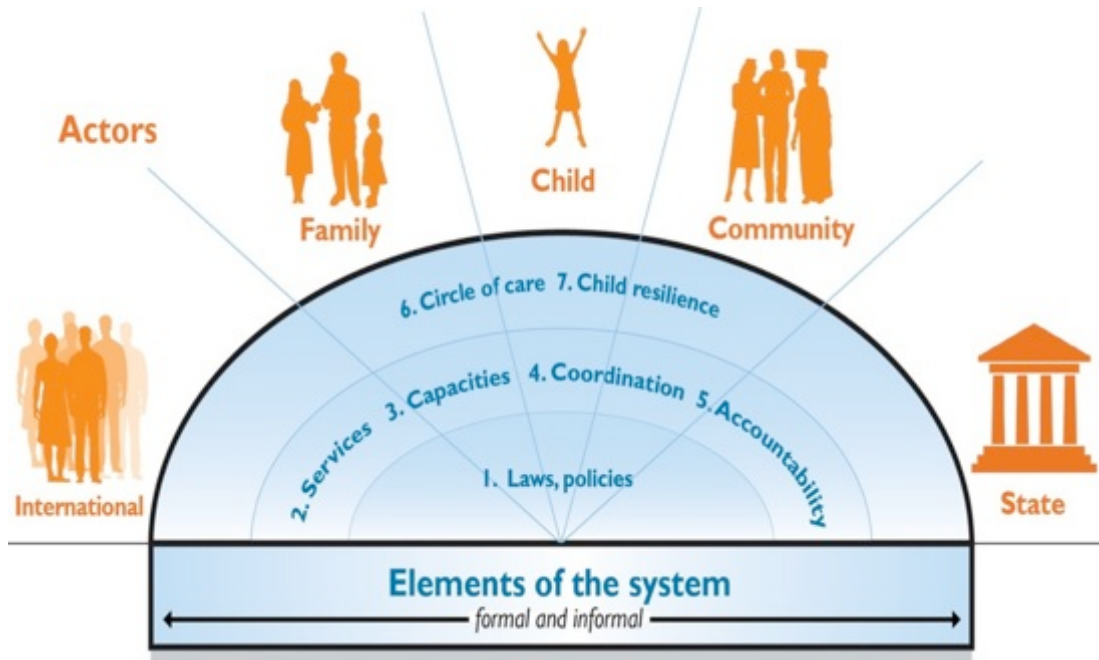 Actors
Family
Child
Community
International
State
6. Circle of care 7. Child resilience
2. Services 3. Capacities 4. Coordination 5. Accountability
1. Laws, policies
Elements of the system
formal and informal